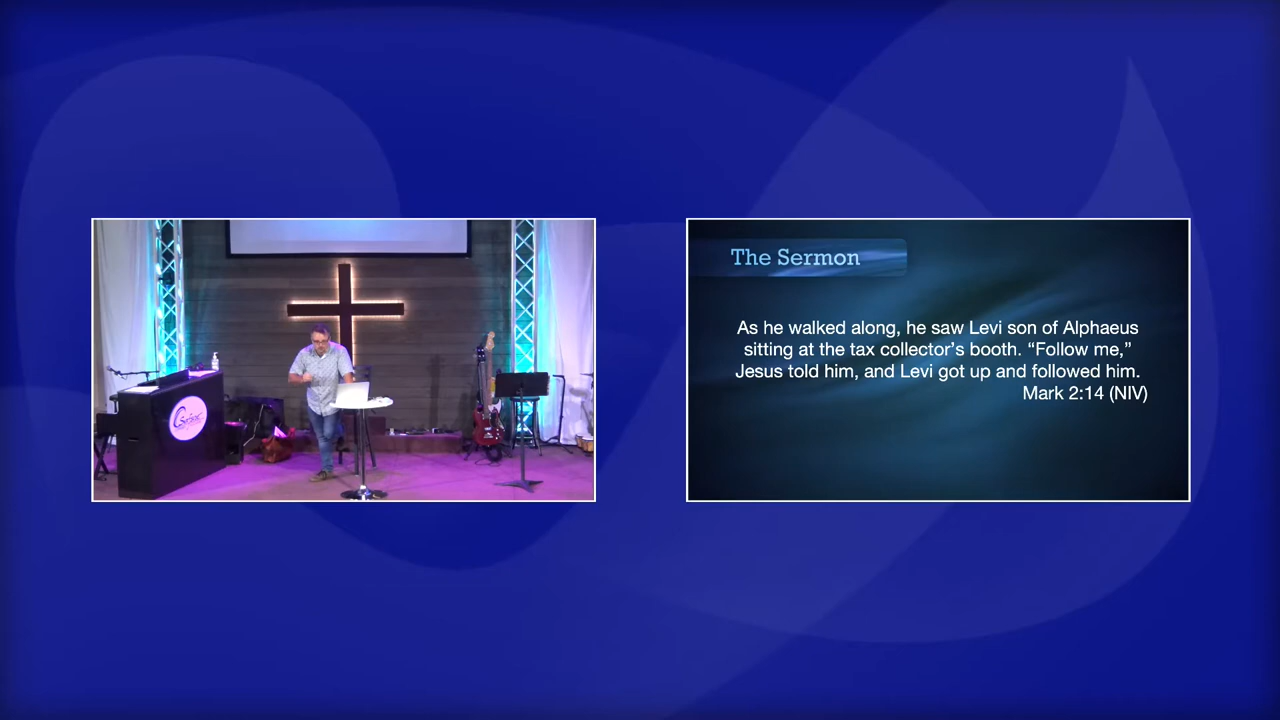 The Sermon
As he walked along, he saw Levi son of Alphaeus
sitting at the tax collector’s booth. “Follow me,”
Jesus told him, and Levi got up and followed him.
Mark 2:14 (NIV)